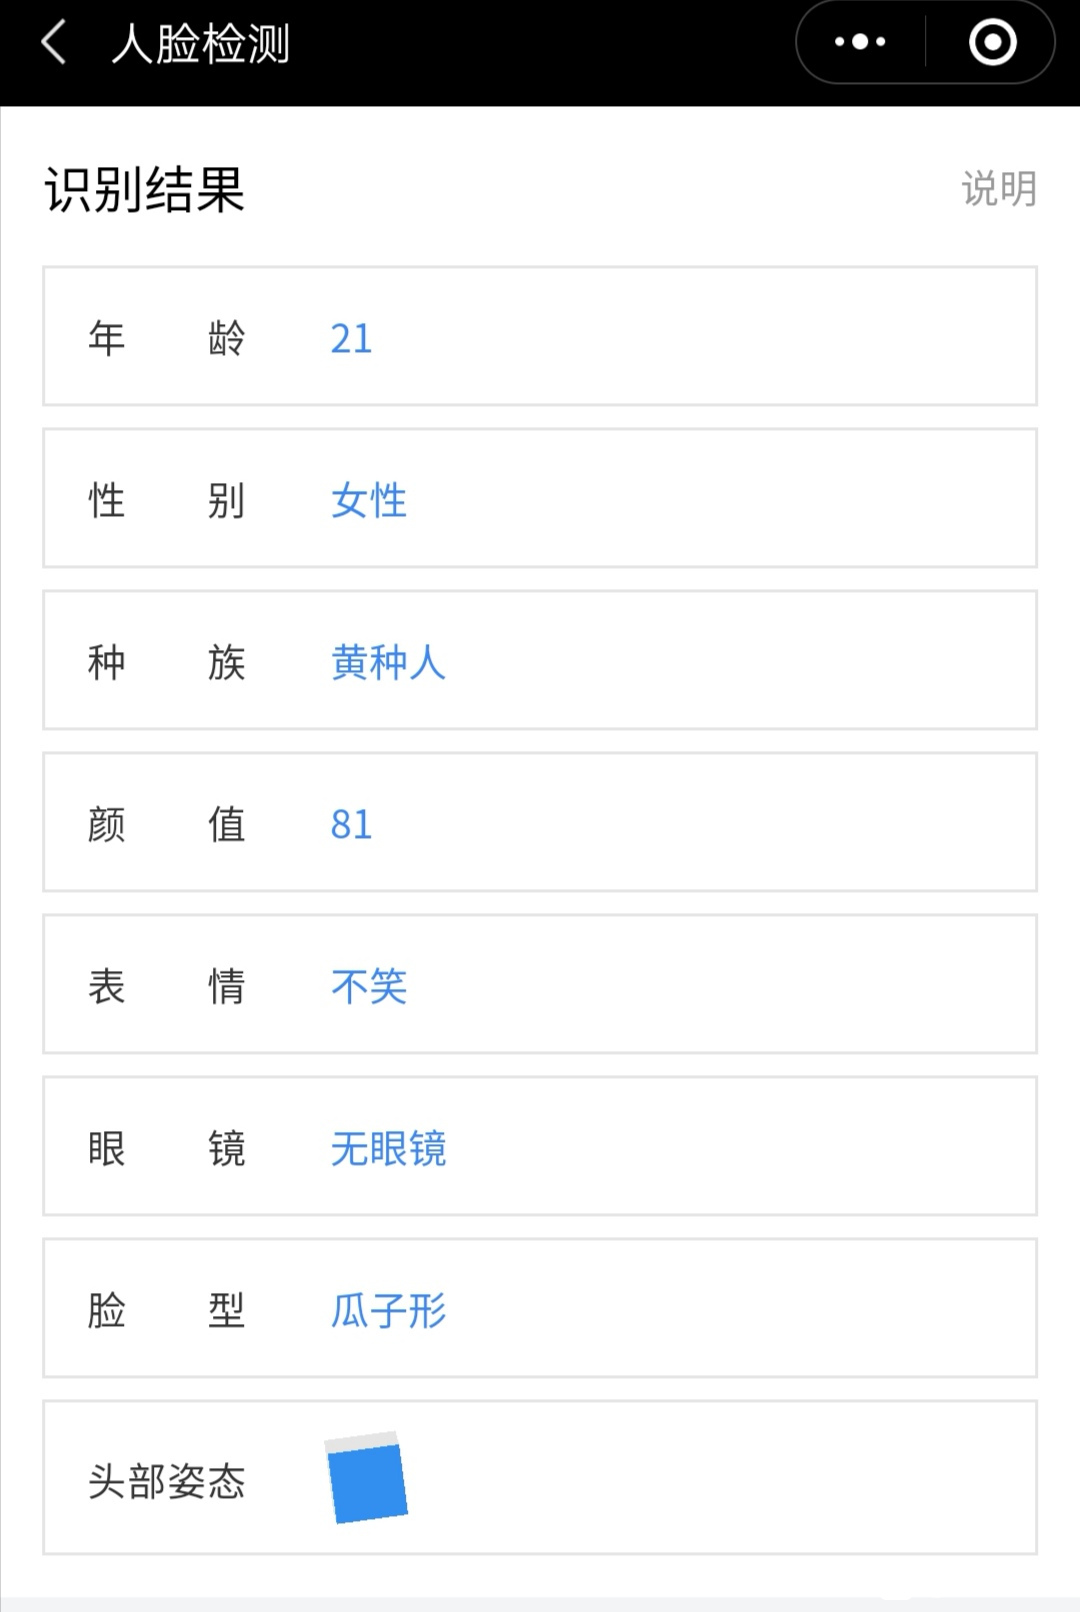 人脸检测
识别结果
说明
年龄 21
性别 女性
种族 黄种人
颜值 81
表情 不笑
眼镜 无眼镜
脸型 瓜子形
头部姿态